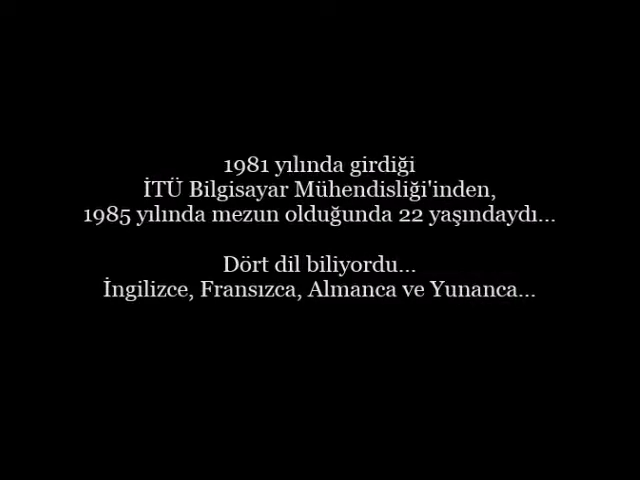 1981 yılında girdiği
İTÜ Bilgisayar Mühendisliği'inden,
1985 yılında mezun olduğunda 22 yaşındaydı...
Dört dil biliyordu...
İngilizce, Fransızca, Almanca ve Yunanca...